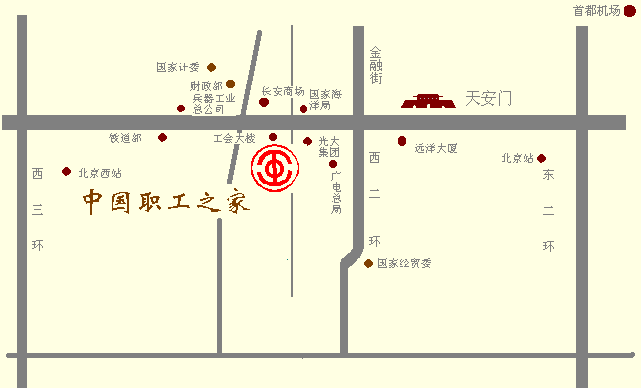 首都机场
金融街
国家计委
财政部
长安商场
国家海
洋局
天安门
兵器工业
总公司
铁道部
工会大楼
光大
集团
远洋大厦
北京站
北京西站
广电总局
西三环
西二环
东二环
中国职工之家
国家经贸委